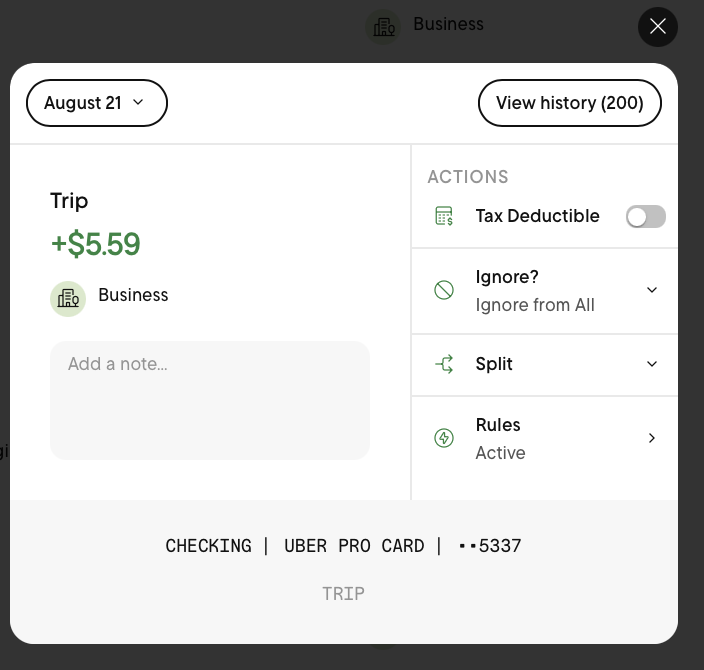 Business
August 21
View history (200)
Trip
+$5.59
Business
Add a note...
ACTIONS
Tax Deductible
Ignore?
Ignore from All
Split
Rules
Active
CHECKING | UBER PRO CARD | ••5337
TRIP